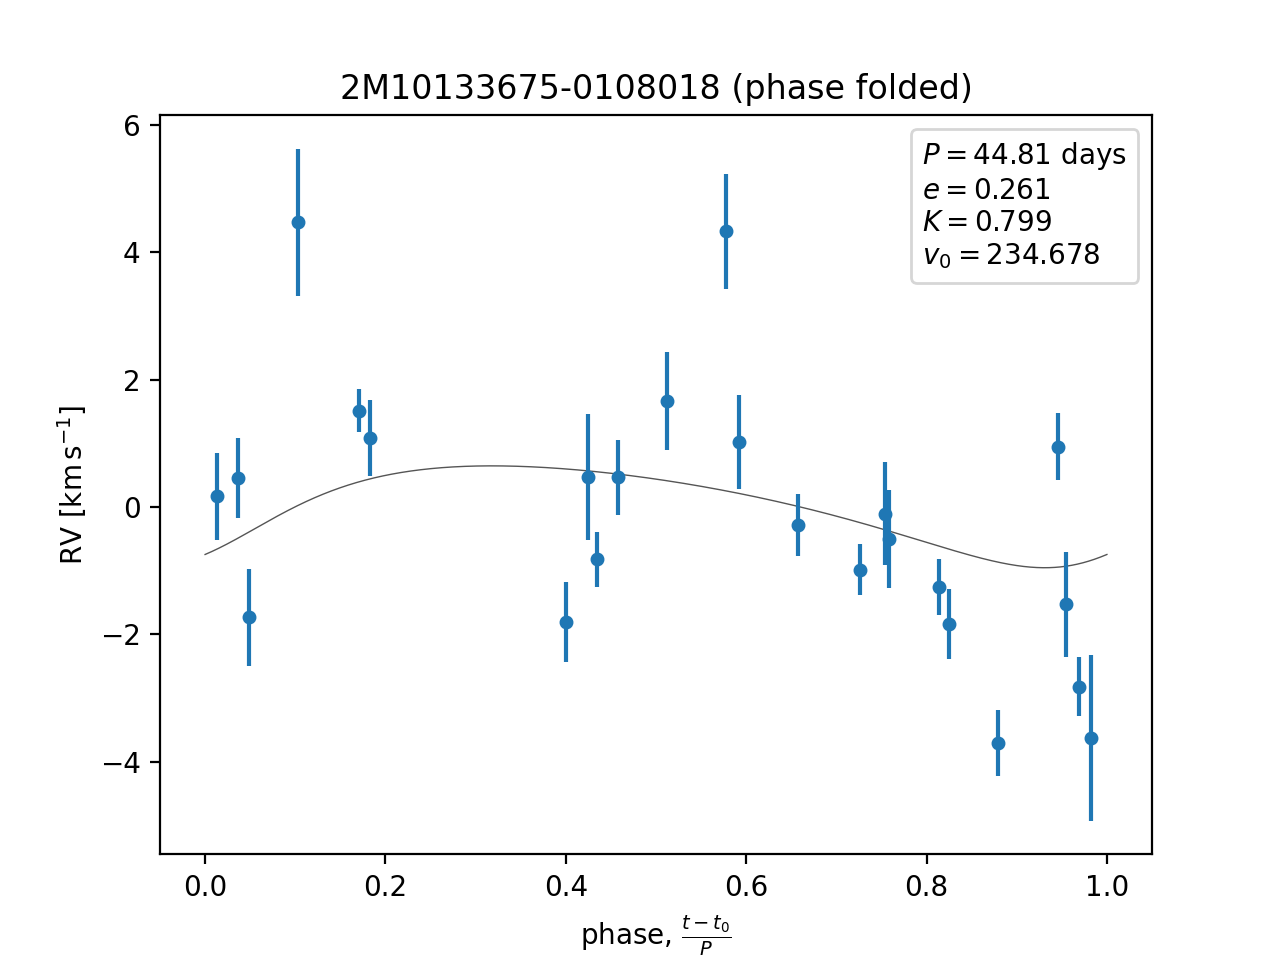 2M10133675-0108018 (phase folded)
P = 44.81 days
e = 0.261
K = 0.799
v₀ = 234.678
6
4
2
0
−2
−4
RV [km s⁻¹]
0.0 0.2 0.4 0.6 0.8 1.0
phase, (t − t₀)/P